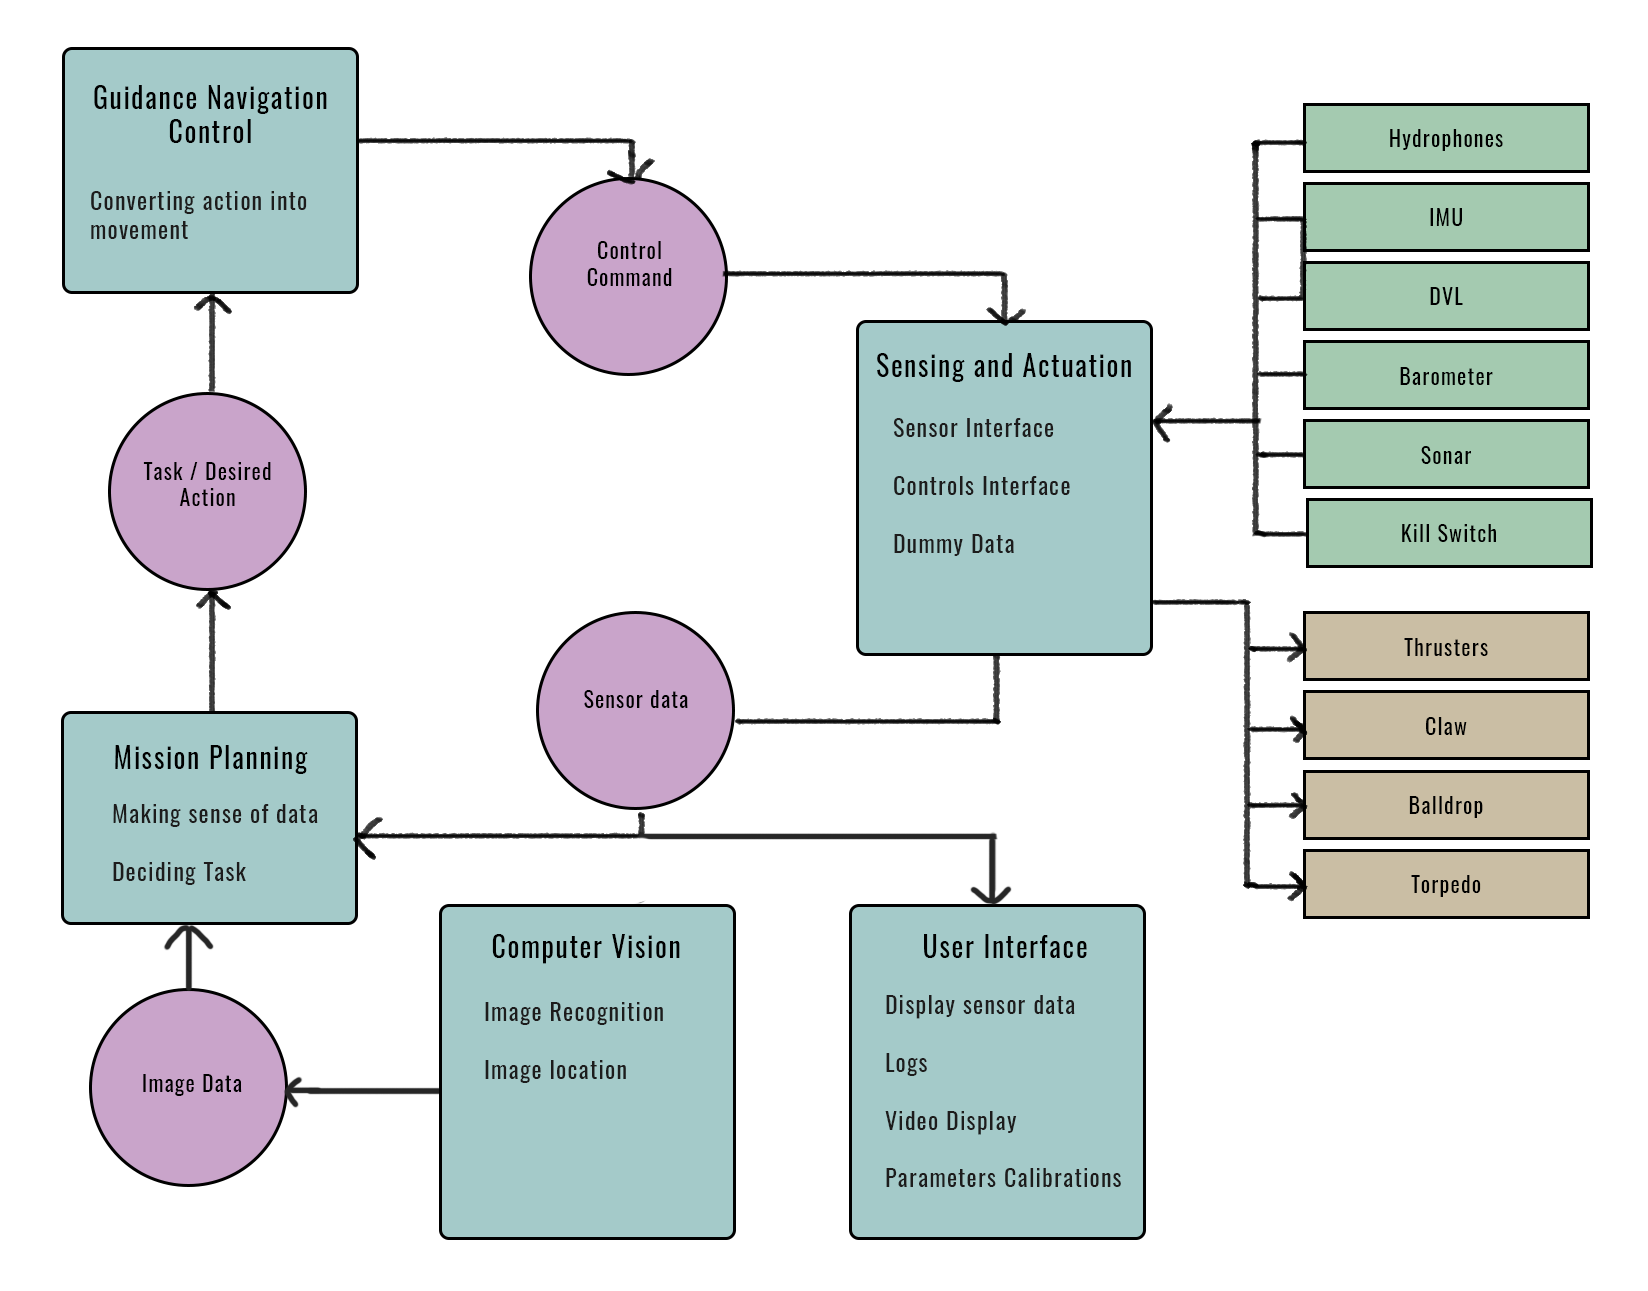 Guidance Navigation
Control
Converting action into
movement
Control
Command
Task / Desired
Action
Sensing and Actuation
Sensor Interface
Controls Interface
Dummy Data
Hydrophones
IMU
DVL
Barometer
Sonar
Kill Switch
Thrusters
Claw
Balldrop
Torpedo
Sensor data
Mission Planning
Making sense of data
Deciding Task
Image Data
Computer Vision
Image Recognition
Image location
User Interface
Display sensor data
Logs
Video Display
Parameters Calibrations